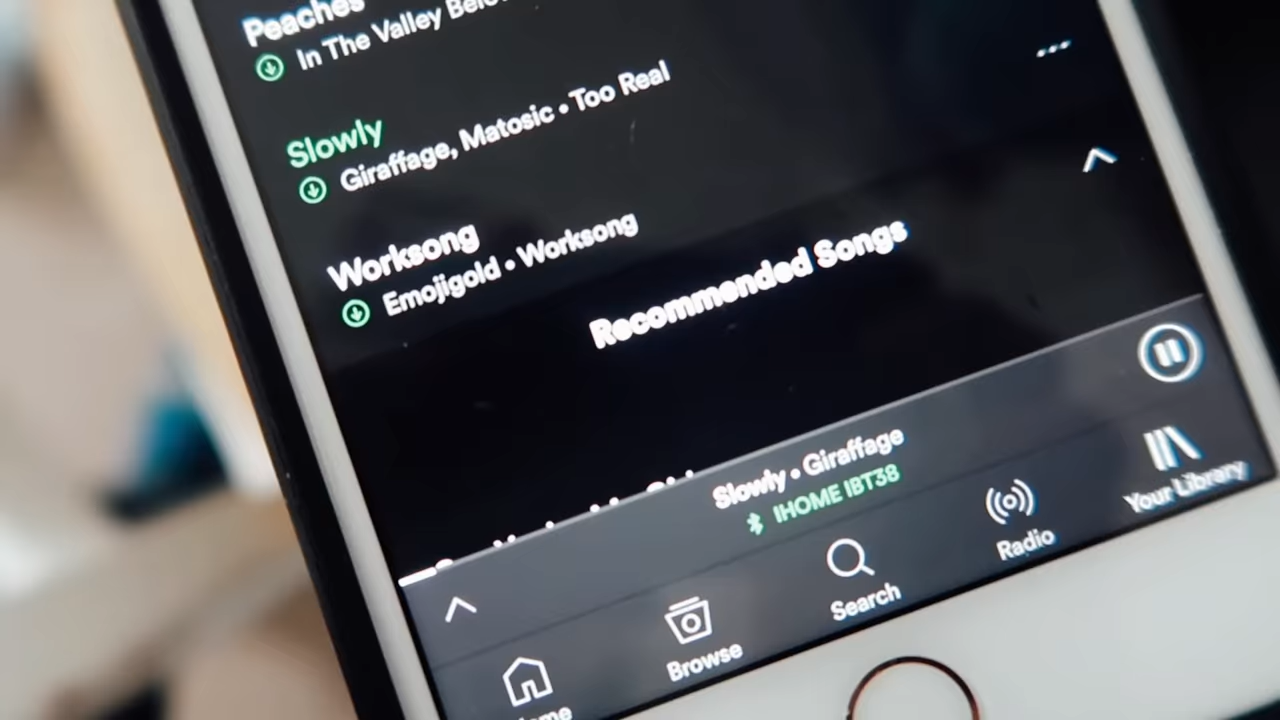 Peaches
In The Valley
Slowly
Giraffage, Matosic • Too Real
Worksong
Emojigold • Worksong
Recommended Songs
Slowly • Giraffage
IHOME IBT38
Your Library
Radio
Search
Browse